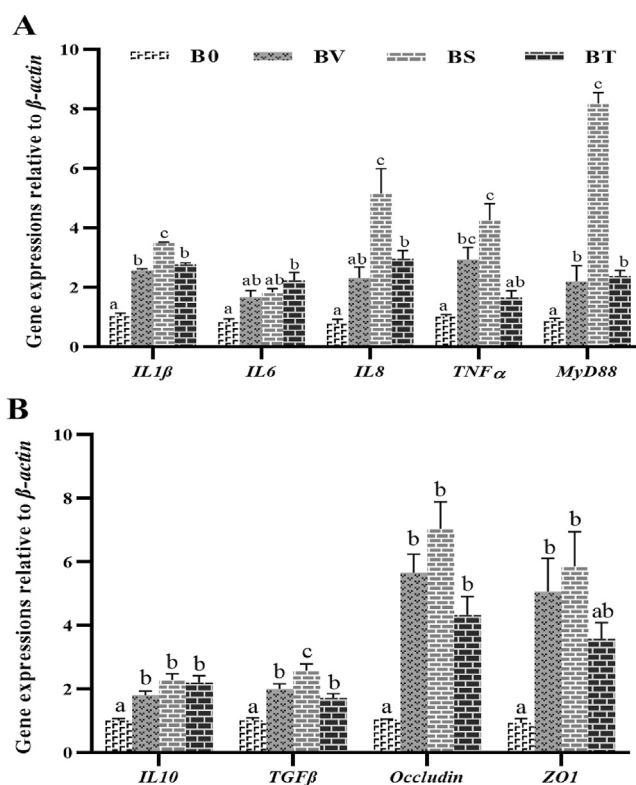 A
10
B0 BV BS BT
Gene expressions relative to β-actin
8
6
4
2
0
a b c b
a ab ab b
a ab c b
a bc c ab
a b c b
IL1β IL6 IL8 TNFα MyD88
B
10
Gene expressions relative to β-actin
8
6
4
2
0
a b b b
a b c b
a b b b
a b b ab
IL10 TGFβ Occludin ZO1